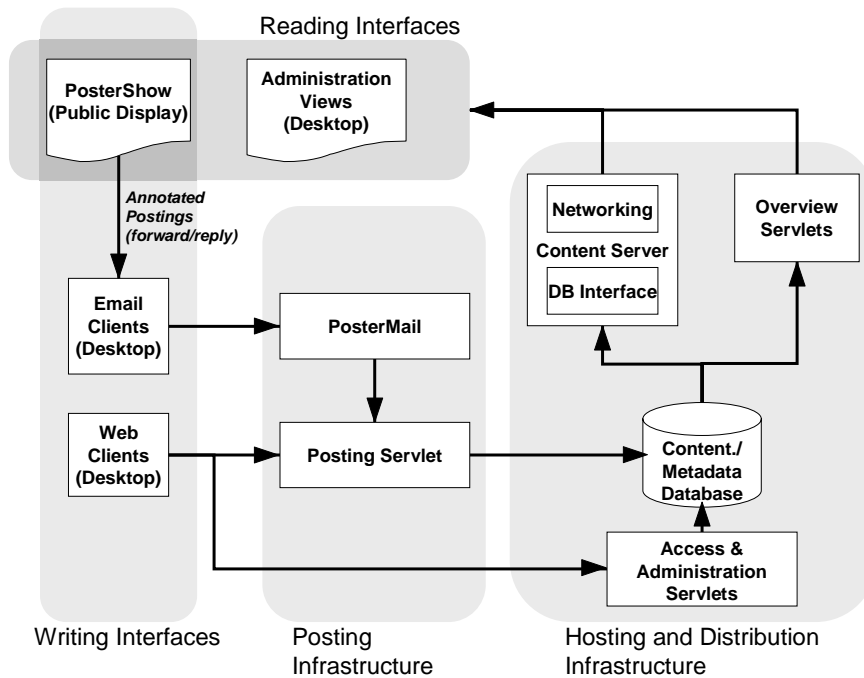 Reading Interfaces
PosterShow
(Public Display)
Administration
Views
(Desktop)
Annotated
Postings
(forward/reply)
Networking
Content Server
DB Interface
Overview
Servlets
Email
Clients
(Desktop)
PosterMail
Web
Clients
(Desktop)
Posting Servlet
Content./
Metadata
Database
Access &
Administration
Servlets
Writing Interfaces
Posting
Infrastructure
Hosting and Distribution
Infrastructure